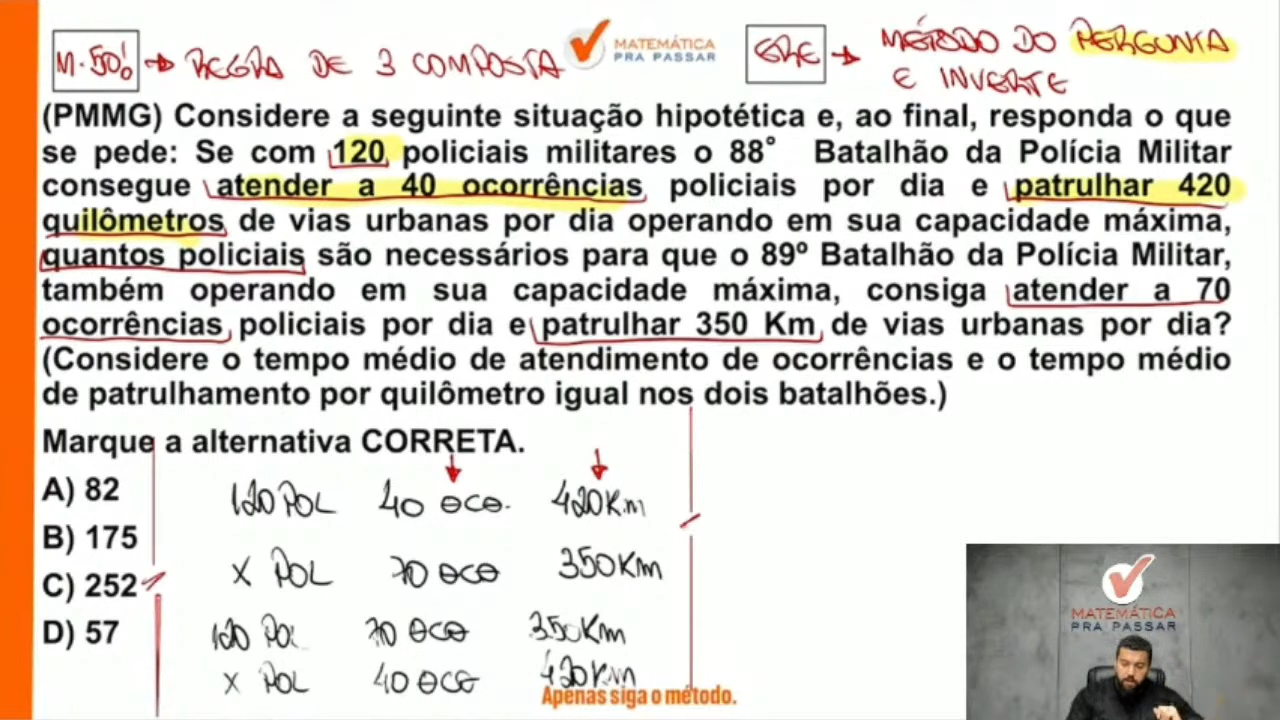 M.50% → REGRA DE 3 COMPOSTA
MATEMÁTICA
PRA PASSAR
GRE → MÉTODO DO PERGUNTA
E INVERTE
(PMMG) Considere a seguinte situação hipotética e, ao final, responda o que
se pede: Se com 120 policiais militares o 88° Batalhão da Polícia Militar
consegue atender a 40 ocorrências policiais por dia e patrulhar 420
quilômetros de vias urbanas por dia operando em sua capacidade máxima,
quantos policiais são necessários para que o 89º Batalhão da Polícia Militar,
também operando em sua capacidade máxima, consiga atender a 70
ocorrências policiais por dia e patrulhar 350 Km de vias urbanas por dia?
(Considere o tempo médio de atendimento de ocorrências e o tempo médio
de patrulhamento por quilômetro igual nos dois batalhões.)
Marque a alternativa CORRETA.
A) 82
B) 175
C) 252
D) 57
120 POL 40 OCO. 420Km
X POL 70 OCO 350Km
120 POL 70 OCO 350Km
X POL 40 OCO 420Km
Apenas siga o método.
MATEMÁTICA
PRA PASSAR